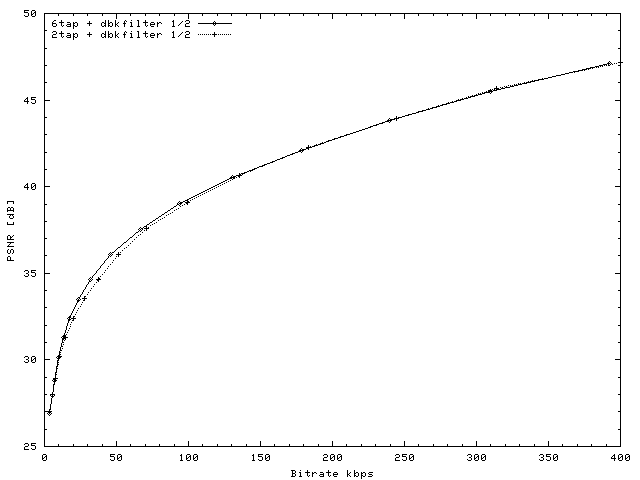 50
6tap + dbkfilter 1/2
2tap + dbkfilter 1/2
45
40
PSNR [dB]
35
30
25
0 50 100 150 200 250 300 350 400
Bitrate kbps